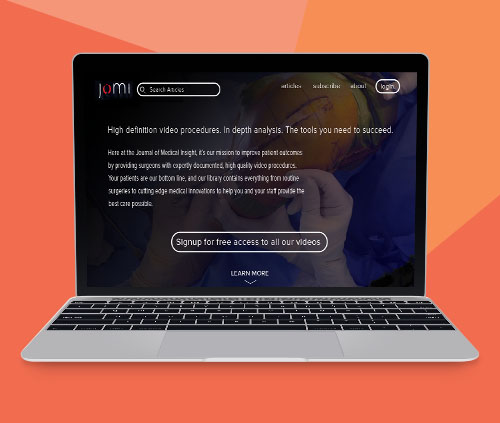 jomi
Search Articles
articles
subscribe
about
login
High definition video procedures. In depth analysis. The tools you need to succeed.
Here at the Journal of Medical Insight, it's our mission to improve patient outcomes
by providing surgeons with expertly documented, high quality video procedures.
Your patients are our bottom line, and our library contains everything from routine
surgeries to cutting edge medical innovations to help you and your staff provide the
best care possible.
Signup for free access to all our videos
LEARN MORE